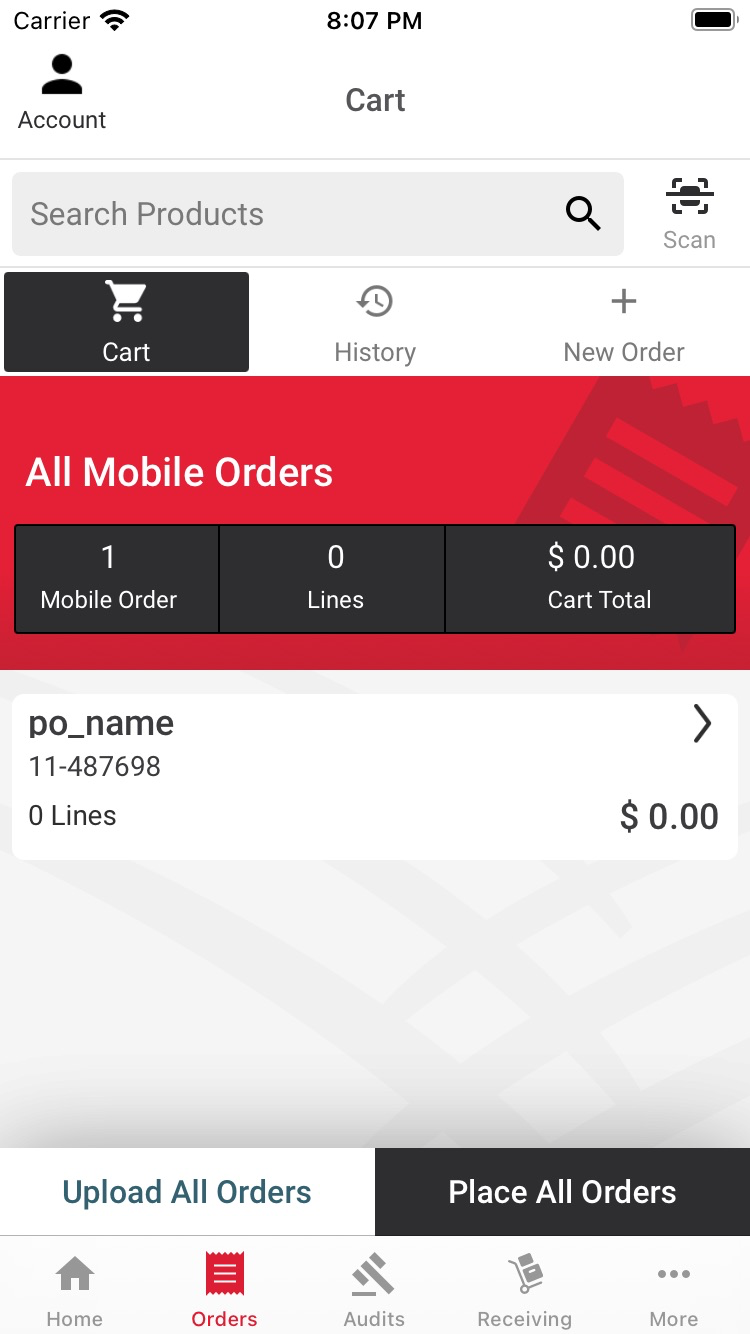 Carrier 8:07 PM
Account
Cart
Search Products
Scan
Cart History New Order
All Mobile Orders
1 0 $ 0.00
Mobile Order Lines Cart Total
po_name
11-487698
0 Lines $ 0.00
Upload All Orders Place All Orders
Home Orders Audits Receiving More